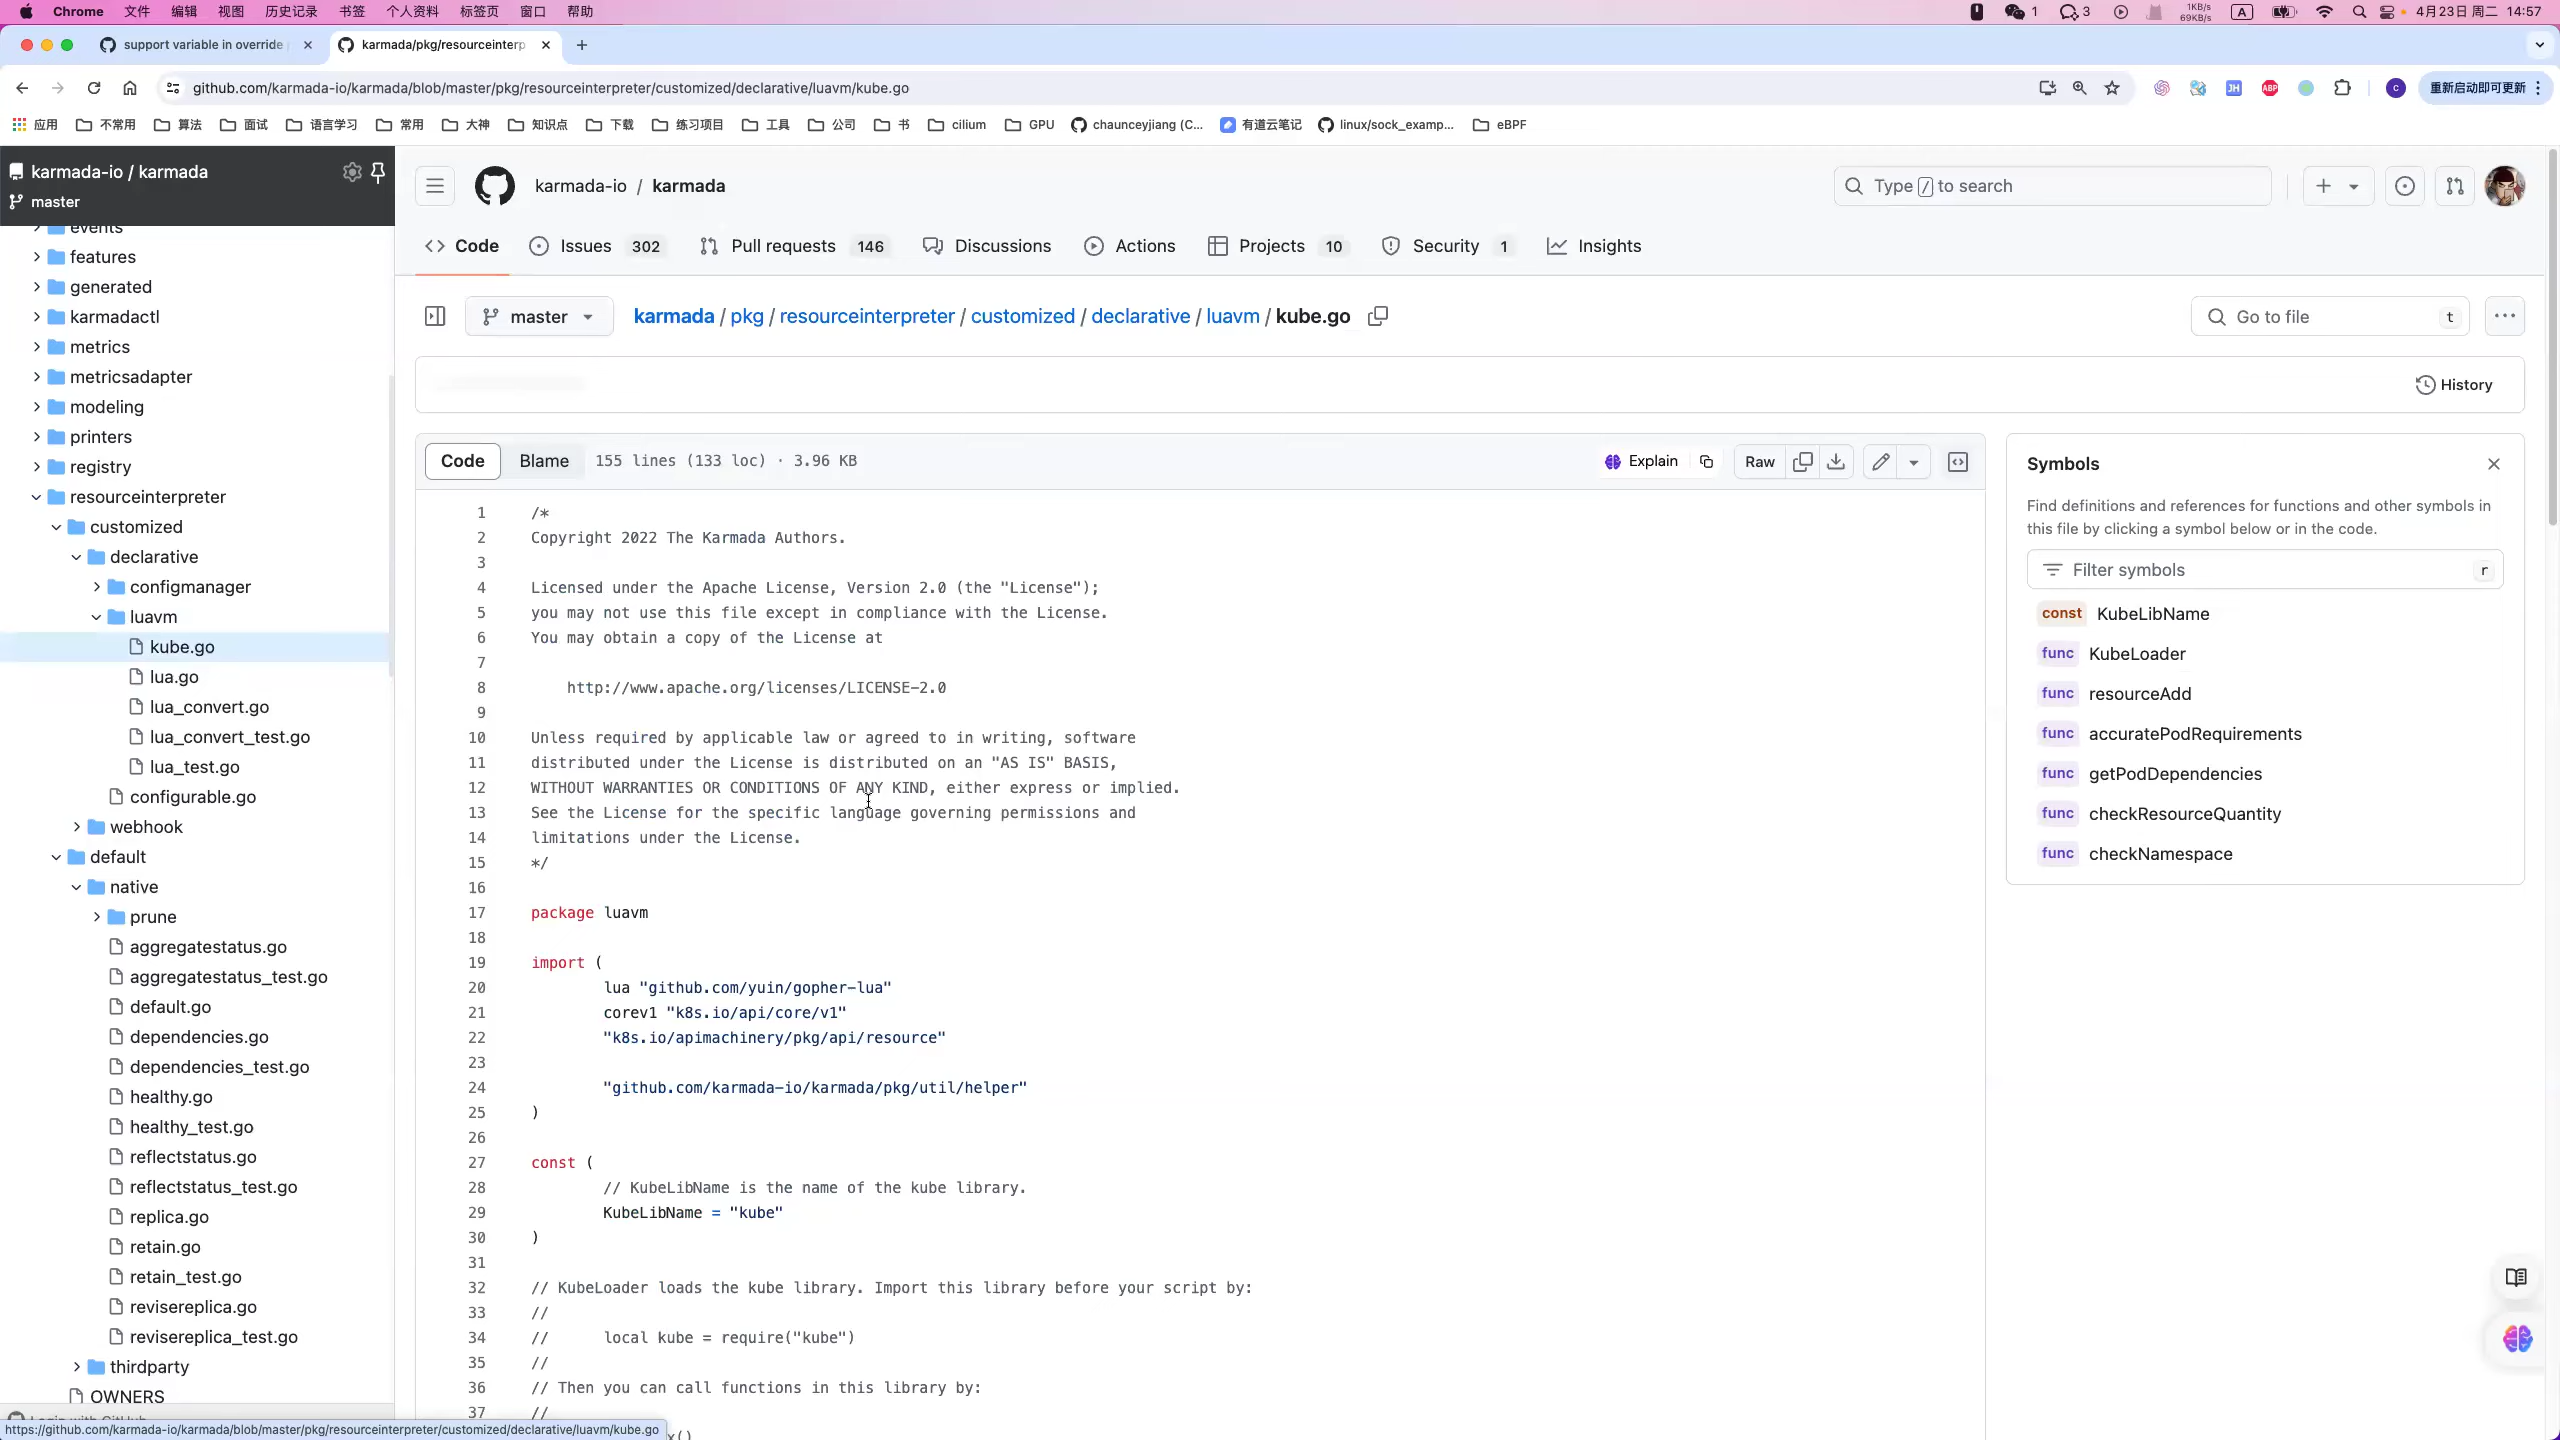 Chrome 文件 编辑 视图 历史记录 书签 个人资料 标签页 窗口 帮助 1 3 1KB/s 69KB/s A 4月23日 周二 14:57
support variable in override karmada/pkg/resourceinterp
github.com/karmada-io/karmada/blob/master/pkg/resourceinterpreter/customized/declarative/luavm/kube.go JH ABP C 重新启动即可更新
应用 不常用 算法 面试 语言学习 常用 大神 知识点 下载 练习项目 工具 公司 书 cilium GPU chaunceyjiang (C... 有道云笔记 linux/sock_examp... eBPF
karmada-io / karmada
master
events
features
generated
karmadactl
metrics
metricsadapter
modeling
printers
registry
resourceinterpreter
customized
declarative
configmanager
luavm
kube.go
lua.go
lua_convert.go
lua_convert_test.go
lua_test.go
configurable.go
webhook
default
native
prune
aggregatestatus.go
aggregatestatus_test.go
default.go
dependencies.go
dependencies_test.go
healthy.go
healthy_test.go
reflectstatus.go
reflectstatus_test.go
replica.go
retain.go
retain_test.go
revisereplica.go
revisereplica_test.go
thirdparty
OWNERS
https://github.com/karmada-io/karmada/blob/master/pkg/resourceinterpreter/customized/declarative/luavm/kube.go
karmada-io / karmada Type / to search
Code Issues 302 Pull requests 146 Discussions Actions Projects 10 Security 1 Insights
master karmada / pkg / resourceinterpreter / customized / declarative / luavm / kube.go Go to file t
History
Code Blame 155 lines (133 loc) · 3.96 KB Explain Raw
1 /*
2 Copyright 2022 The Karmada Authors.
3
4 Licensed under the Apache License, Version 2.0 (the "License");
5 you may not use this file except in compliance with the License.
6 You may obtain a copy of the License at
7
8 http://www.apache.org/licenses/LICENSE-2.0
9
10 Unless required by applicable law or agreed to in writing, software
11 distributed under the License is distributed on an "AS IS" BASIS,
12 WITHOUT WARRANTIES OR CONDITIONS OF ANY KIND, either express or implied.
13 See the License for the specific language governing permissions and
14 limitations under the License.
15 */
16
17 package luavm
18
19 import (
20 lua "github.com/yuin/gopher-lua"
21 corev1 "k8s.io/api/core/v1"
22 "k8s.io/apimachinery/pkg/api/resource"
23
24 "github.com/karmada-io/karmada/pkg/util/helper"
25 )
26
27 const (
28 // KubeLibName is the name of the kube library.
29 KubeLibName = "kube"
30 )
31
32 // KubeLoader loads the kube library. Import this library before your script by:
33 //
34 // local kube = require("kube")
35 //
36 // Then you can call functions in this library by:
37 //
x()
Symbols
Find definitions and references for functions and other symbols in
this file by clicking a symbol below or in the code.
Filter symbols r
const KubeLibName
func KubeLoader
func resourceAdd
func accuratePodRequirements
func getPodDependencies
func checkResourceQuantity
func checkNamespace